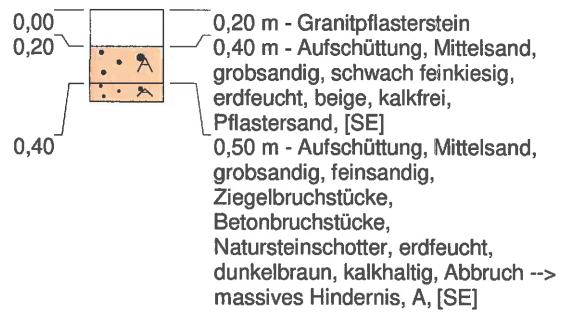 0,00 0,20 m - Granitpflasterstein
0,20 0,40 m - Aufschüttung, Mittelsand,
grobsandig, schwach feinkiesig,
erdfeucht, beige, kalkfrei,
Pflastersand, [SE]
0,40 0,50 m - Aufschüttung, Mittelsand,
grobsandig, feinsandig,
Ziegelbruchstücke,
Betonbruchstücke,
Natursteinschotter, erdfeucht,
dunkelbraun, kalkhaltig, Abbruch -->
massives Hindernis, A, [SE]
A
A